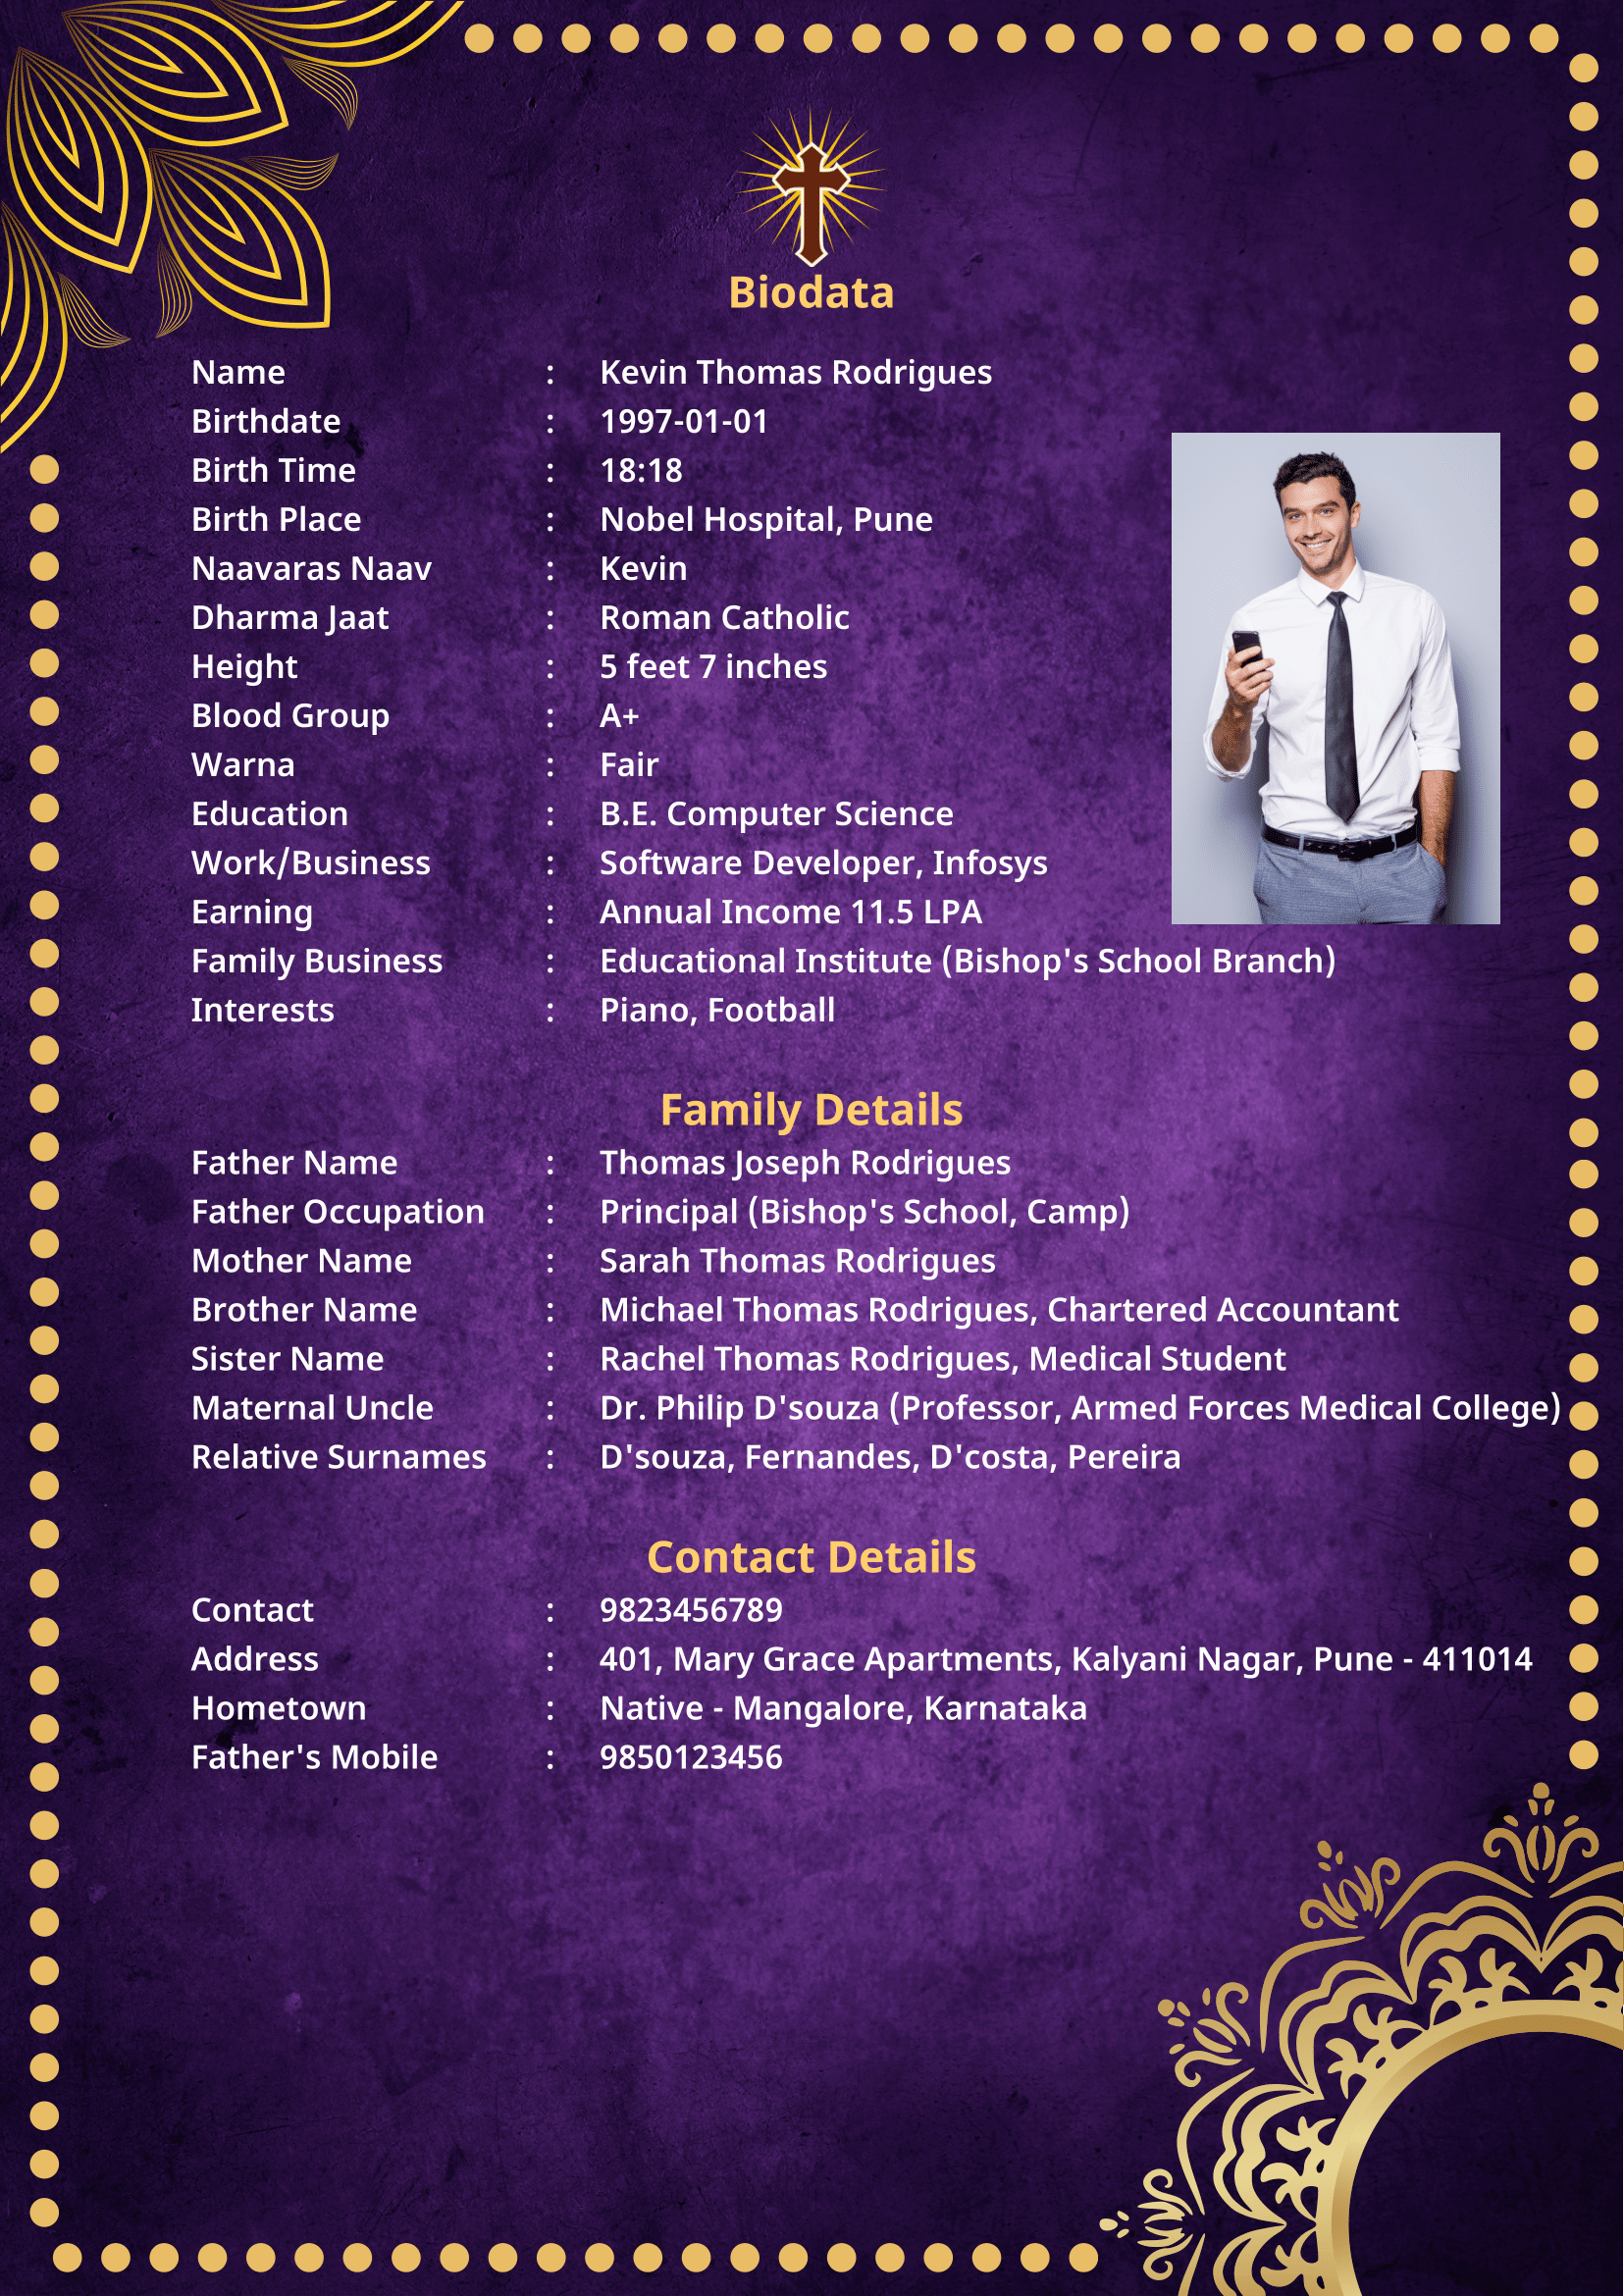 Biodata
Name : Kevin Thomas Rodrigues
Birthdate : 1997-01-01
Birth Time : 18:18
Birth Place : Nobel Hospital, Pune
Naavaras Naav : Kevin
Dharma Jaat : Roman Catholic
Height : 5 feet 7 inches
Blood Group : A+
Warna : Fair
Education : B.E. Computer Science
Work/Business : Software Developer, Infosys
Earning : Annual Income 11.5 LPA
Family Business : Educational Institute (Bishop's School Branch)
Interests : Piano, Football
Family Details
Father Name : Thomas Joseph Rodrigues
Father Occupation : Principal (Bishop's School, Camp)
Mother Name : Sarah Thomas Rodrigues
Brother Name : Michael Thomas Rodrigues, Chartered Accountant
Sister Name : Rachel Thomas Rodrigues, Medical Student
Maternal Uncle : Dr. Philip D'souza (Professor, Armed Forces Medical College)
Relative Surnames : D'souza, Fernandes, D'costa, Pereira
Contact Details
Contact : 9823456789
Address : 401, Mary Grace Apartments, Kalyani Nagar, Pune - 411014
Hometown : Native - Mangalore, Karnataka
Father's Mobile : 9850123456